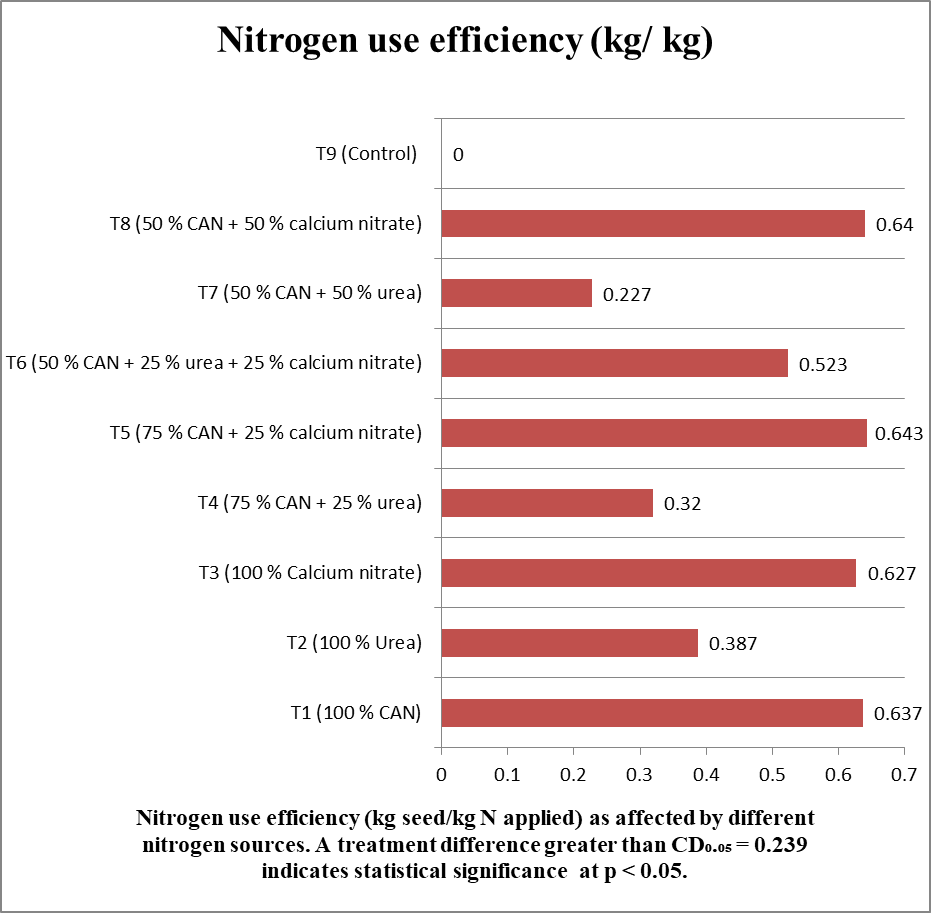 Nitrogen use efficiency (kg/ kg)
T9 (Control)
0
T8 (50 % CAN + 50 % calcium nitrate)
0.64
T7 (50 % CAN + 50 % urea)
0.227
T6 (50 % CAN + 25 % urea + 25 % calcium nitrate)
0.523
T5 (75 % CAN + 25 % calcium nitrate)
0.643
T4 (75 % CAN + 25 % urea)
0.32
T3 (100 % Calcium nitrate)
0.627
T2 (100 % Urea)
0.387
T1 (100 % CAN)
0.637
0 0.1 0.2 0.3 0.4 0.5 0.6 0.7
Nitrogen use efficiency (kg seed/kg N applied) as affected by different
nitrogen sources. A treatment difference greater than CD₀.₀₅ = 0.239
indicates statistical significance at p < 0.05.